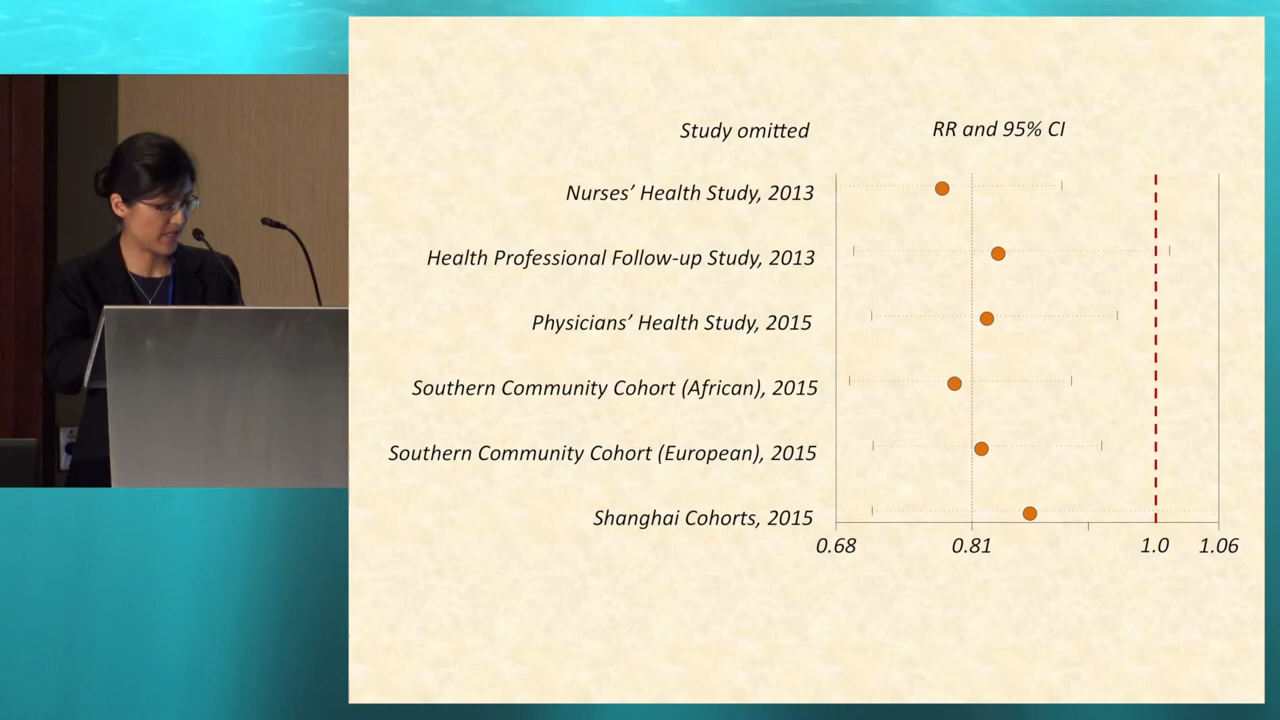 Study omitted
RR and 95% CI
Nurses’ Health Study, 2013
Health Professional Follow-up Study, 2013
Physicians’ Health Study, 2015
Southern Community Cohort (African), 2015
Southern Community Cohort (European), 2015
Shanghai Cohorts, 2015
0.68 0.81 1.0 1.06